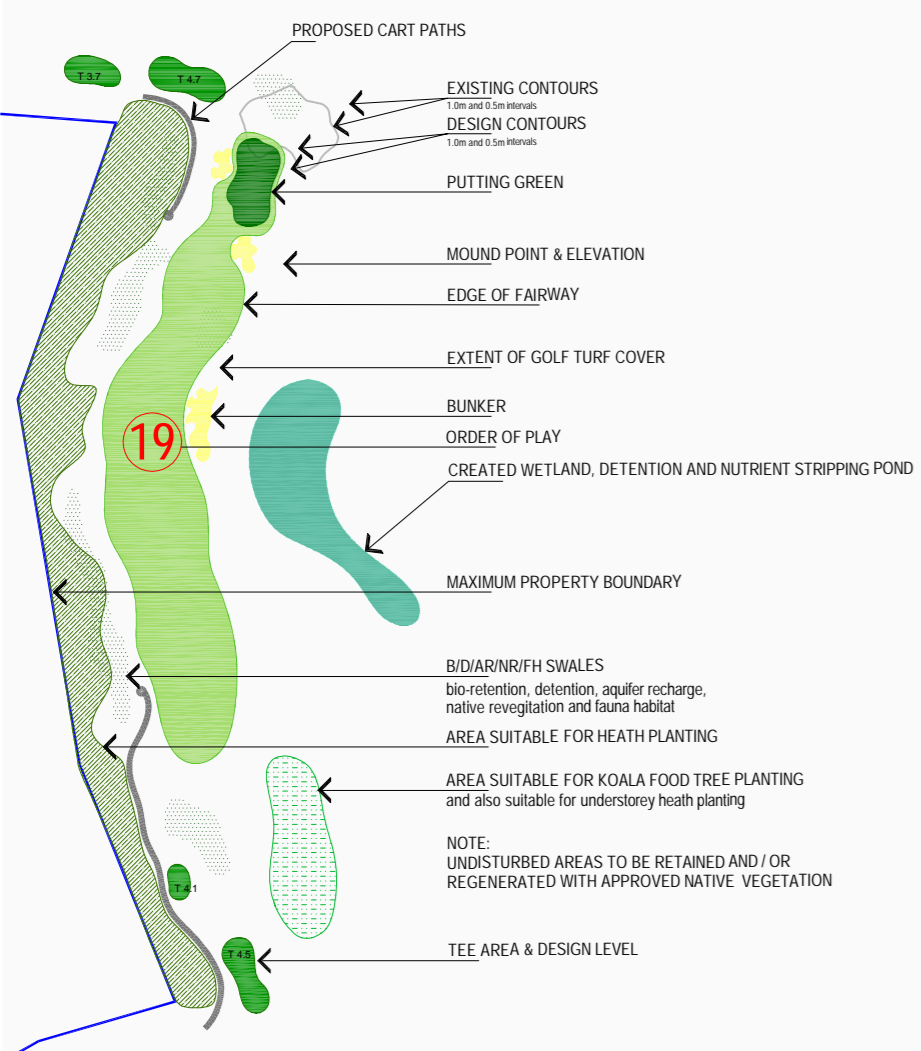 PROPOSED CART PATHS
T 3.7
T 4.7
EXISTING CONTOURS
1.0m and 0.5m intervals
DESIGN CONTOURS
1.0m and 0.5m intervals
PUTTING GREEN
MOUND POINT & ELEVATION
EDGE OF FAIRWAY
EXTENT OF GOLF TURF COVER
BUNKER
19
ORDER OF PLAY
CREATED WETLAND, DETENTION AND NUTRIENT STRIPPING POND
MAXIMUM PROPERTY BOUNDARY
B/D/AR/NR/FH SWALES
bio-retention, detention, aquifer recharge,
native revegitation and fauna habitat
AREA SUITABLE FOR HEATH PLANTING
AREA SUITABLE FOR KOALA FOOD TREE PLANTING
and also suitable for understorey heath planting
NOTE:
UNDISTURBED AREAS TO BE RETAINED AND / OR
REGENERATED WITH APPROVED NATIVE VEGETATION
T 4.1
T 4.5
TEE AREA & DESIGN LEVEL